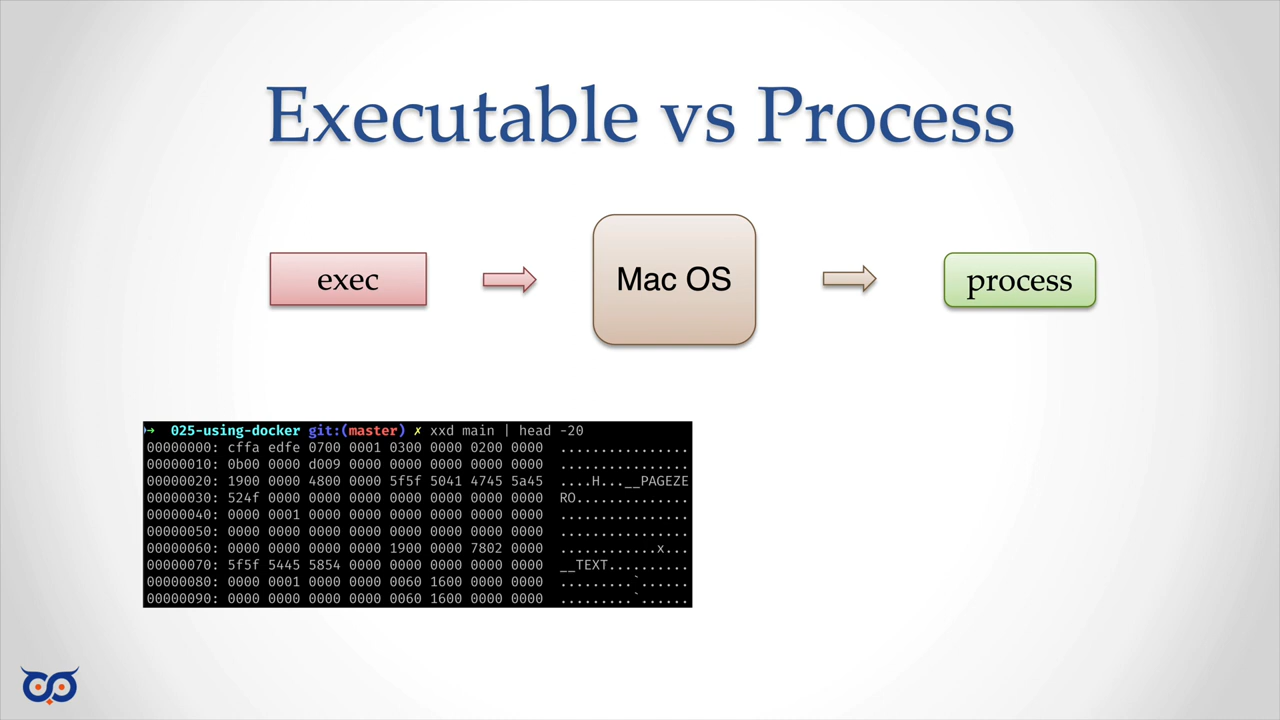 Executable vs Process
exec
Mac OS
process
→ 025-using-docker git:(master) ✗ xxd main | head -20
00000000: cffa edfe 0700 0001 0300 0000 0200 0000 ................
00000010: 0b00 0000 d009 0000 0000 0000 0000 0000 ................
00000020: 1900 0000 4800 0000 5f5f 5041 4745 5a45 ....H...__PAGEZE
00000030: 524f 0000 0000 0000 0000 0000 0000 0000 RO..............
00000040: 0000 0001 0000 0000 0000 0000 0000 0000 ................
00000050: 0000 0000 0000 0000 0000 0000 0000 0000 ................
00000060: 0000 0000 0000 0000 1900 0000 7802 0000 ............x...
00000070: 5f5f 5445 5854 0000 0000 0000 0000 0000 __TEXT..........
00000080: 0000 0001 0000 0000 0060 1600 0000 0000 .........`......
00000090: 0000 0000 0000 0000 0060 1600 0000 0000 .........`......